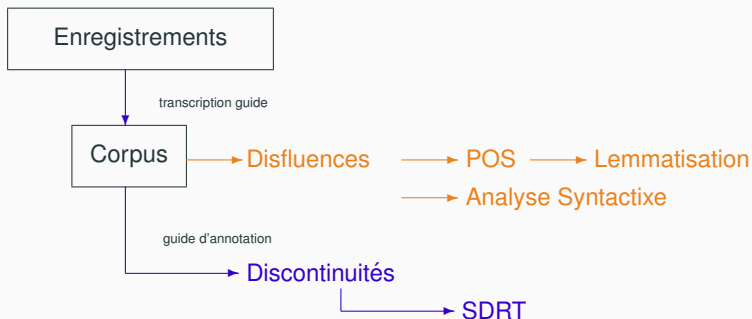 Enregistrements
transcription guide
Corpus
Disfluences
POS
Lemmatisation
Analyse Syntactixe
guide d'annotation
Discontinuités
SDRT